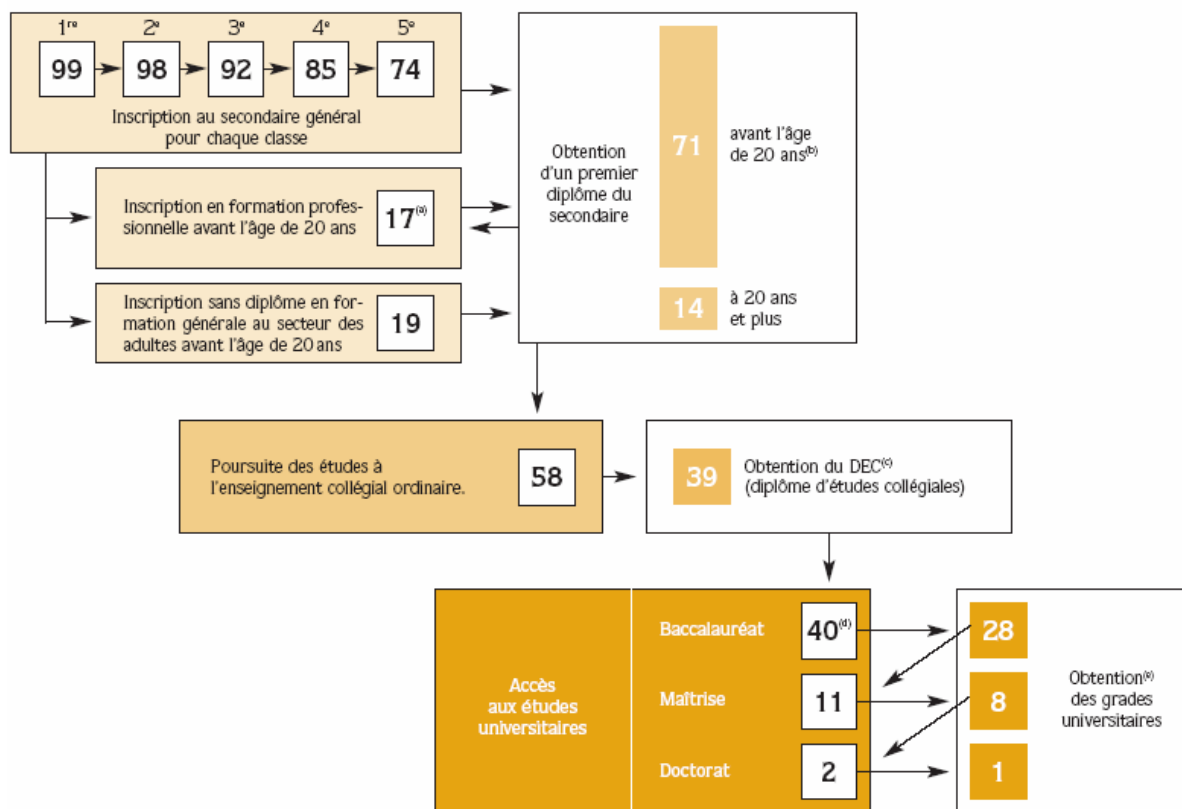 1re 2e 3e 4e 5e
99 98 92 85 74
Inscription au secondaire général
pour chaque classe
Inscription en formation profes-
sionnelle avant l'âge de 20 ans
17(a)
Inscription sans diplôme en for-
mation générale au secteur des
adultes avant l'âge de 20 ans
19
Obtention
d'un premier
diplôme du
secondaire
71
avant l'âge
de 20 ans(b)
14
à 20 ans
et plus
Poursuite des études à
l'enseignement collégial ordinaire.
58
39
Obtention du DEC(c)
(diplôme d'études collégiales)
Accès
aux études
universitaires
Baccalauréat 40(d) 28
Maîtrise 11 8
Doctorat 2 1
Obtention(e)
des grades
universitaires